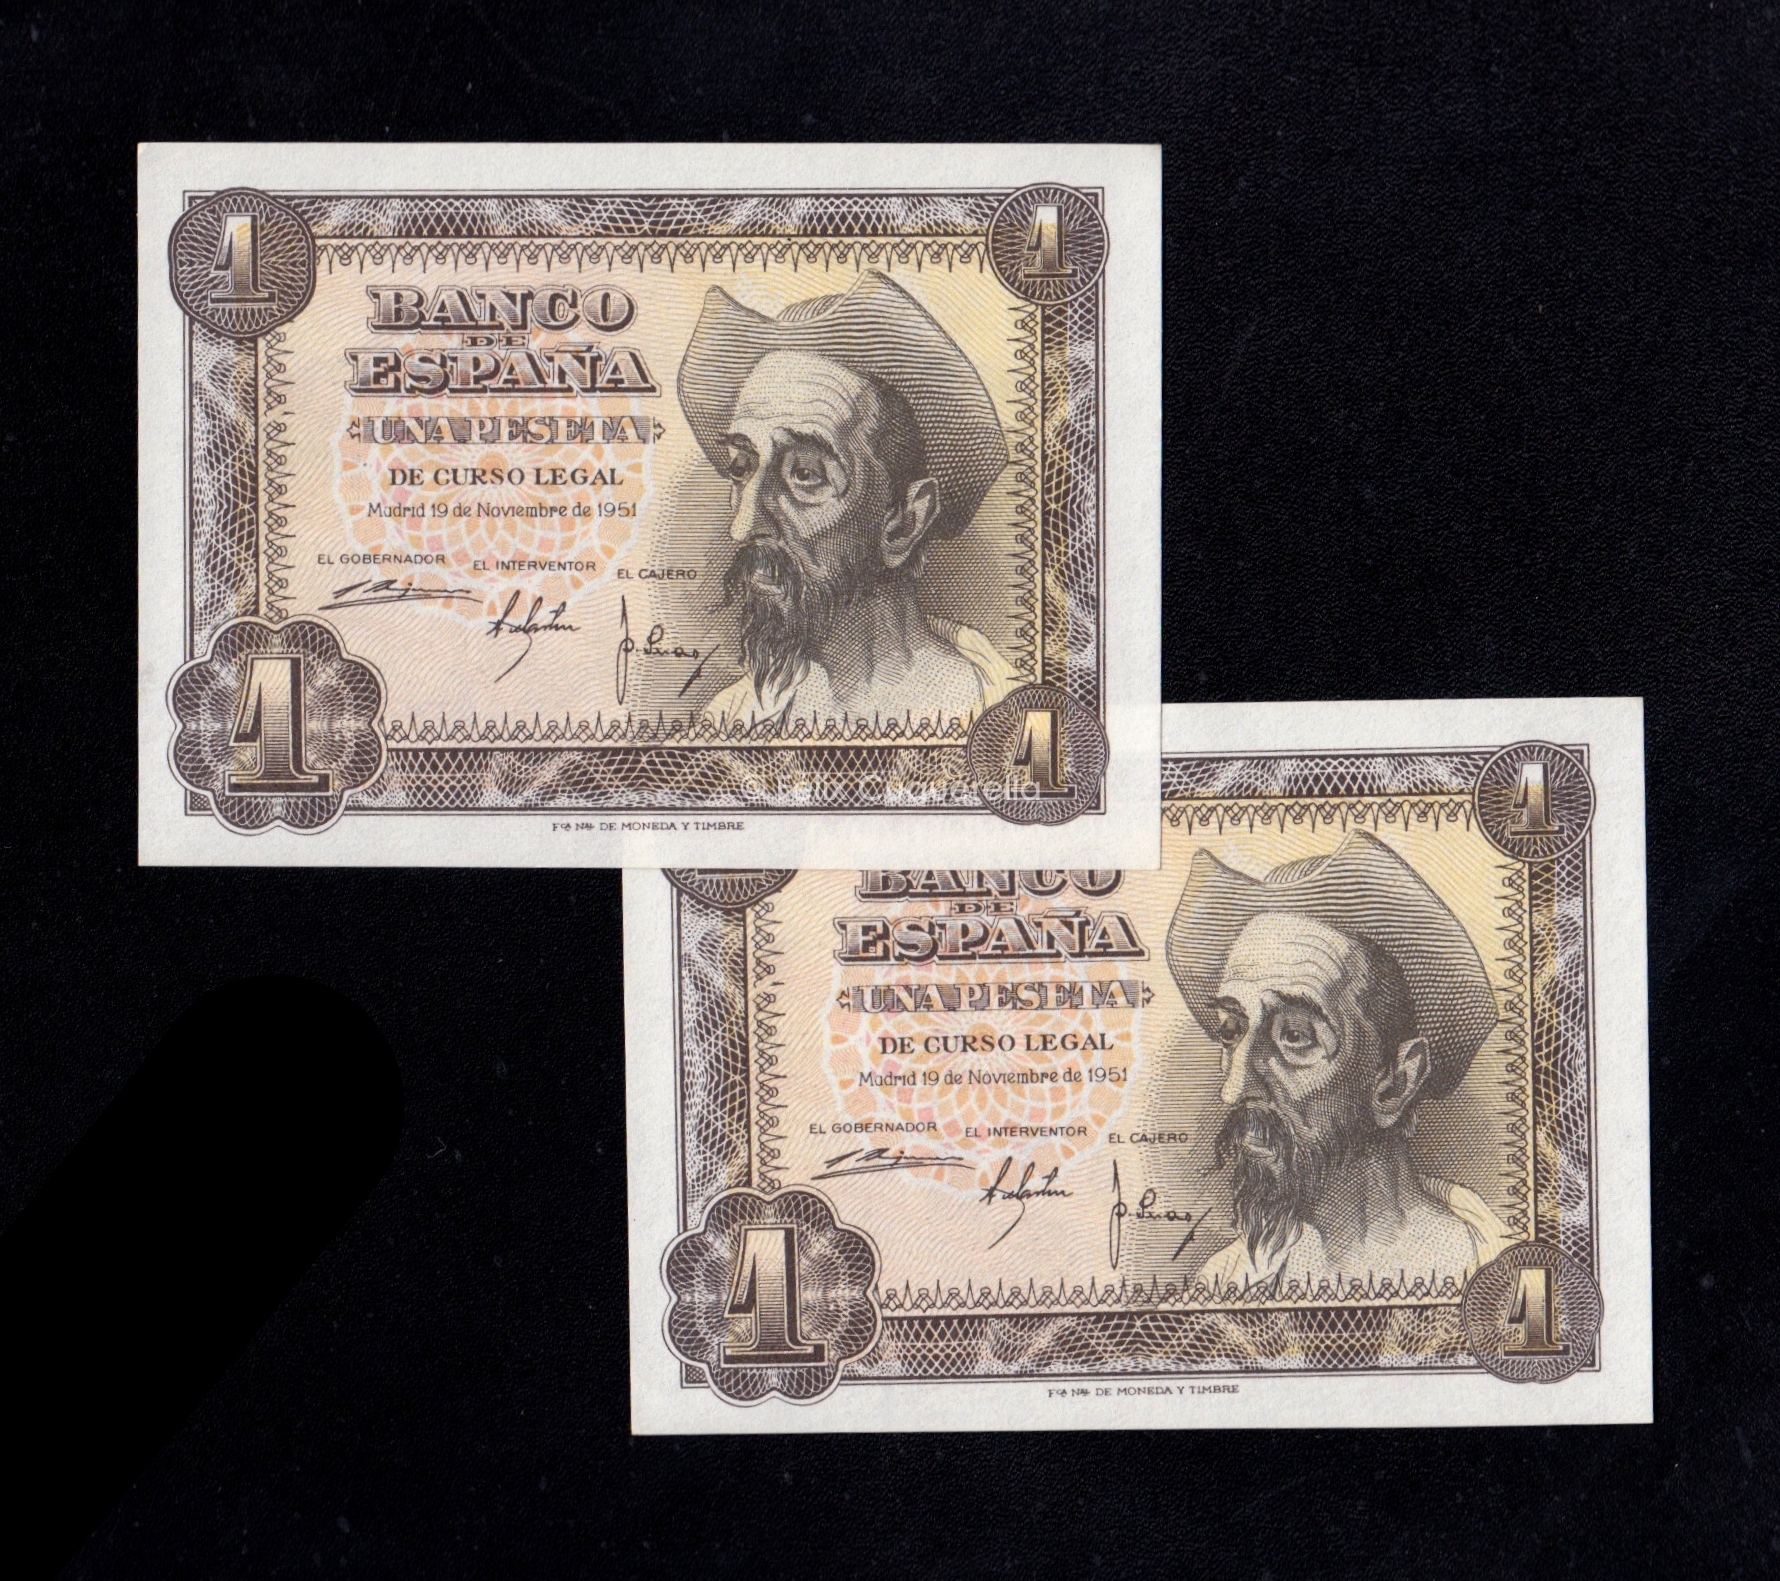 1
1
BANCO
DE
ESPAÑA
UNA PESETA
DE CURSO LEGAL
Madrid 19 de Noviembre de 1951
EL GOBERNADOR EL INTERVENTOR EL CAJERO
1
1
© Félix Cuquerella
Fca Nal DE MONEDA Y TIMBRE
1
BANCO
DE
ESPAÑA
UNA PESETA
DE CURSO LEGAL
Madrid 19 de Noviembre de 1951
EL GOBERNADOR EL INTERVENTOR EL CAJERO
1
1
Fca Nal DE MONEDA Y TIMBRE